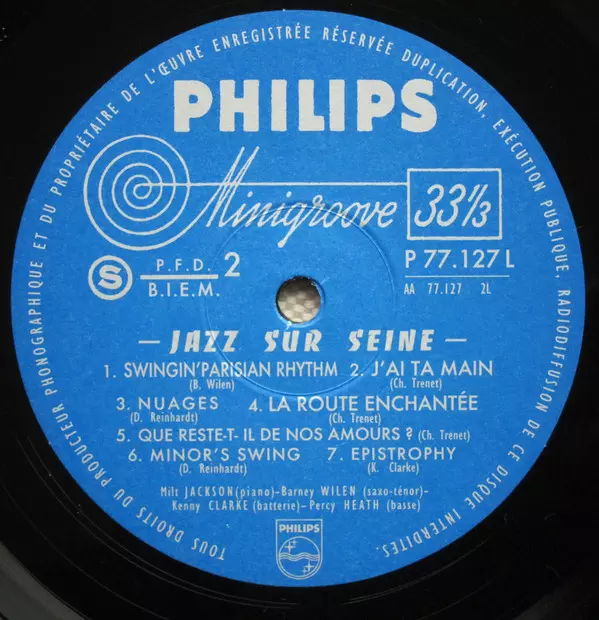 TOUS DROITS DU PRODUCTEUR PHONOGRAPHIQUE ET DU PROPRIÉTAIRE DE L'ŒUVRE ENREGISTRÉE RÉSERVÉS DUPLICATION, EXÉCUTION PUBLIQUE, RADIODIFFUSION DE CE DISQUE INTERDITES.
PHILIPS
Minigroove 33 1/3
S P.F.D. 2 P 77.127 L
B.I.E.M. AA 77.127 2L
- JAZZ SUR SEINE -
1. SWINGIN' PARISIAN RHYTHM 2. J'AI TA MAIN
(B. Wilen) (Ch. Trenet)
3. NUAGES 4. LA ROUTE ENCHANTÉE
(D. Reinhardt) (Ch. Trenet)
5. QUE RESTE-T- IL DE NOS AMOURS ? (Ch. Trenet)
6. MINOR'S SWING 7. EPISTROPHY
(D. Reinhardt) (K. Clarke)
Milt JACKSON (piano)-Barney WILEN (saxo-ténor)-
Kenny CLARKE (batterie)-Percy HEATH (basse)
PHILIPS